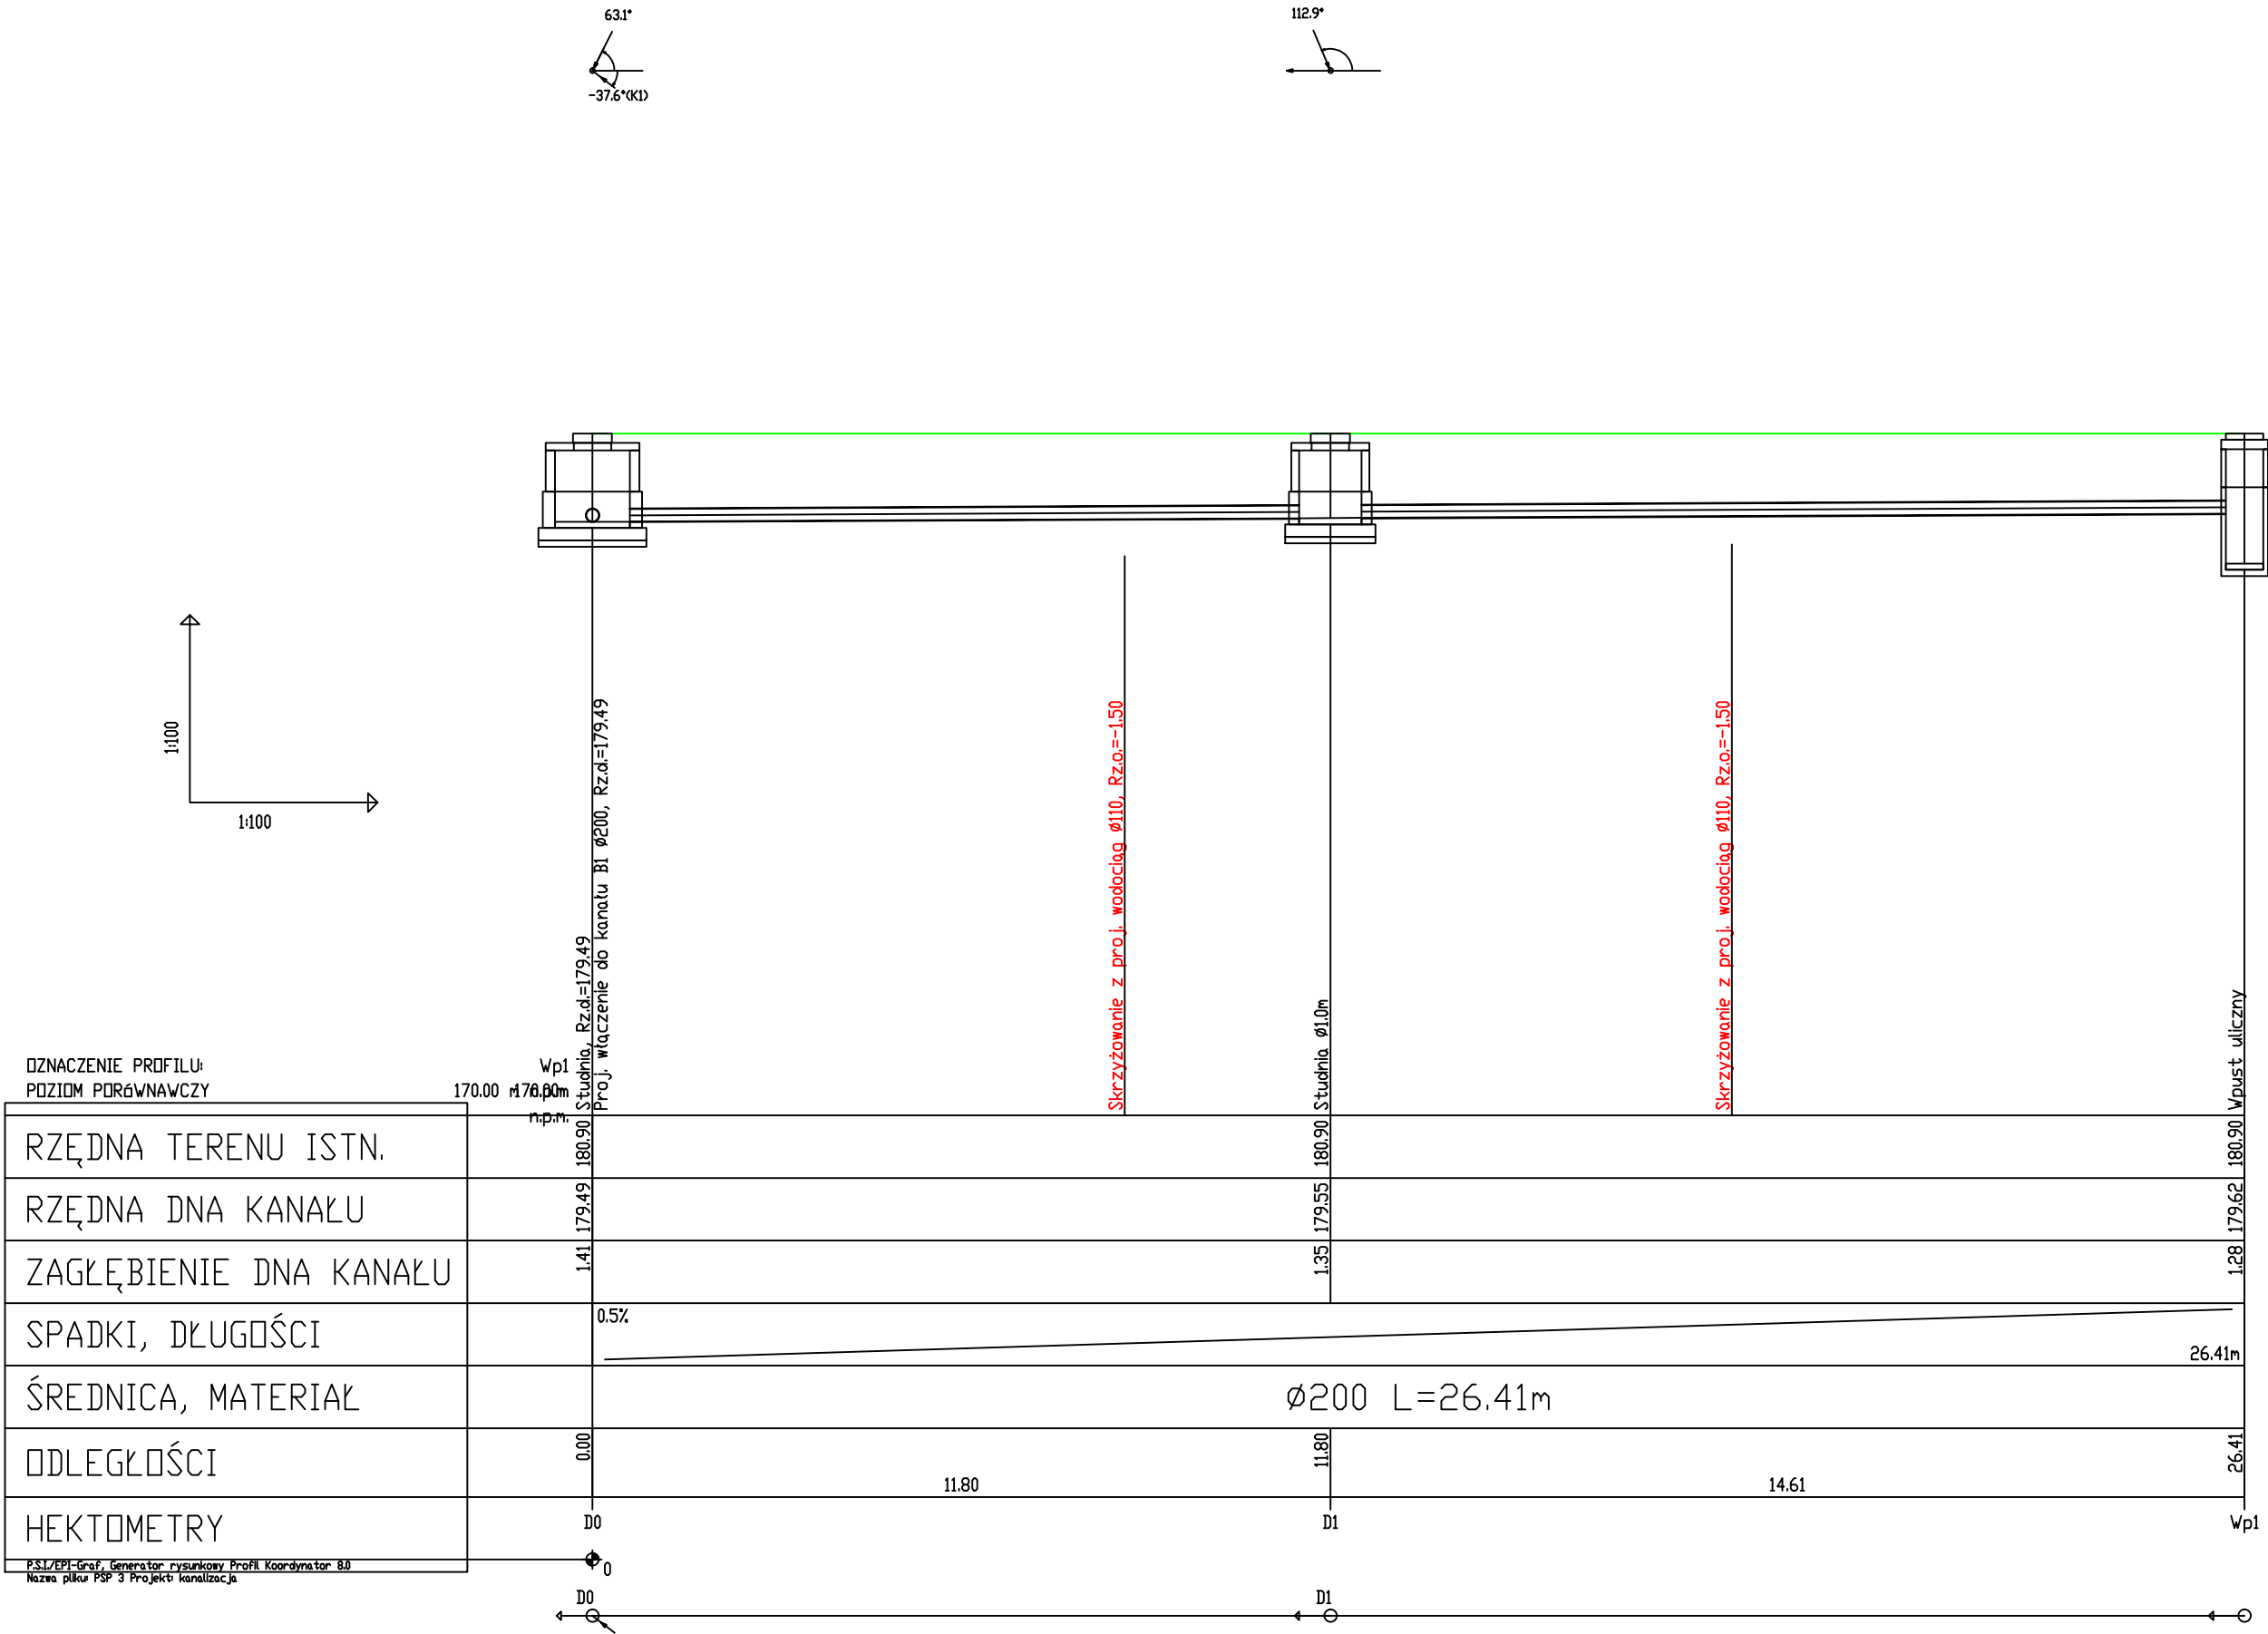 63.1°
-37.6°(K1)
112.9°
1:100
1:100
Studnia, Rz.d.=179.49
Proj. włączenie do kanału B1 ø200, Rz.d.=179.49
Skrzyżowanie z proj. wodociąg ø110, Rz.o.=-1.50
Studnia ø1.0m
Skrzyżowanie z proj. wodociąg ø110, Rz.o.=-1.50
Wpust uliczny
OZNACZENIE PROFILU: Wp1
POZIOM PORÓWNAWCZY 170.00 m n.p.m.
170.00
n.p.m.
RZĘDNA TERENU ISTN. 180.90 180.90 180.90
RZĘDNA DNA KANAŁU 179.49 179.55 179.62
ZAGŁĘBIENIE DNA KANAŁU 1.41 1.35 1.28
SPADKI, DŁUGOŚCI 0.5% 26.41m
ŚREDNICA, MATERIAŁ ø200 L=26.41m
ODLEGŁOŚCI 0.00 11.80 11.80 14.61 26.41
HEKTOMETRY D0 D1 Wp1
P.S.I./EPI-Graf, Generator rysunkowy Profil Koordynator 8.0
0
Nazwa pliku: PSP 3 Projekt: kanalizacja
D0 D1